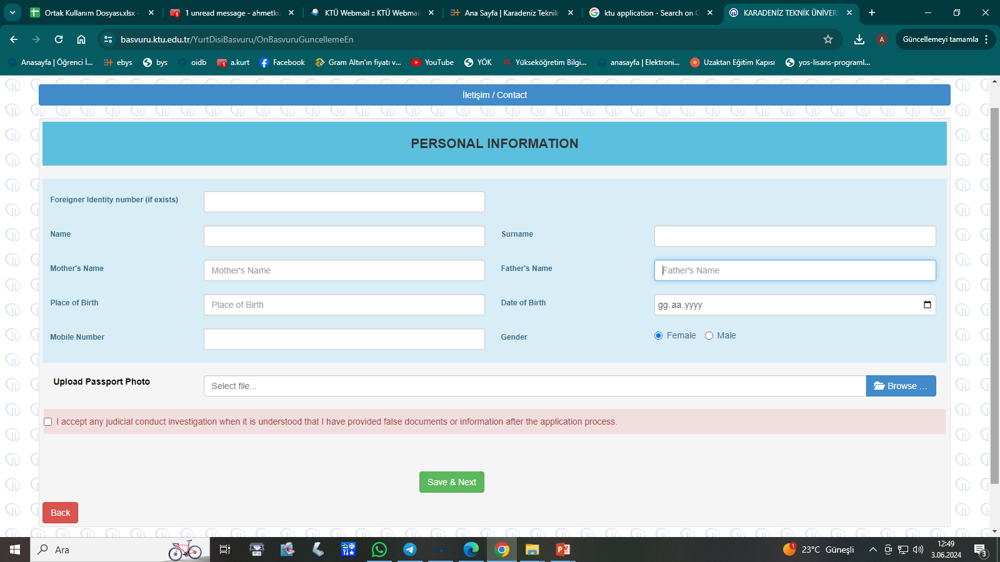 Ortak Kullanım Dosyası.xlsx -
1 unread message - ahmetku
KTÜ Webmail :: KTÜ Webmail
Ana Sayfa | Karadeniz Teknik
ktu application - Search on G
KARADENİZ TEKNİK ÜNİVER
basvuru.ktu.edu.tr/YurtDisiBasvuru/OnBasvuruGuncellemeEn
A
Güncellemeyi tamamla
Anasayfa | Öğrenci İ...
ebys
bys
oidb
a.kurt
Facebook
Gram Altın'ın fiyatı v...
YouTube
YÖK
Yükseköğretim Bilgi...
anasayfa | Elektroni...
Uzaktan Eğitim Kapısı
yos-lisans-programl...
İletişim / Contact
PERSONAL INFORMATION
Foreigner Identity number (if exists)
Name
Surname
Mother's Name
Mother's Name
Father's Name
Father's Name
Place of Birth
Place of Birth
Date of Birth
gg.aa.yyyy
Mobile Number
Gender
Female
Male
Upload Passport Photo
Select file...
Browse ...
I accept any judicial conduct investigation when it is understood that I have provided false documents or information after the application process.
Save & Next
Back
Ara
1
23°C Güneşli
12:49
3.06.2024
3